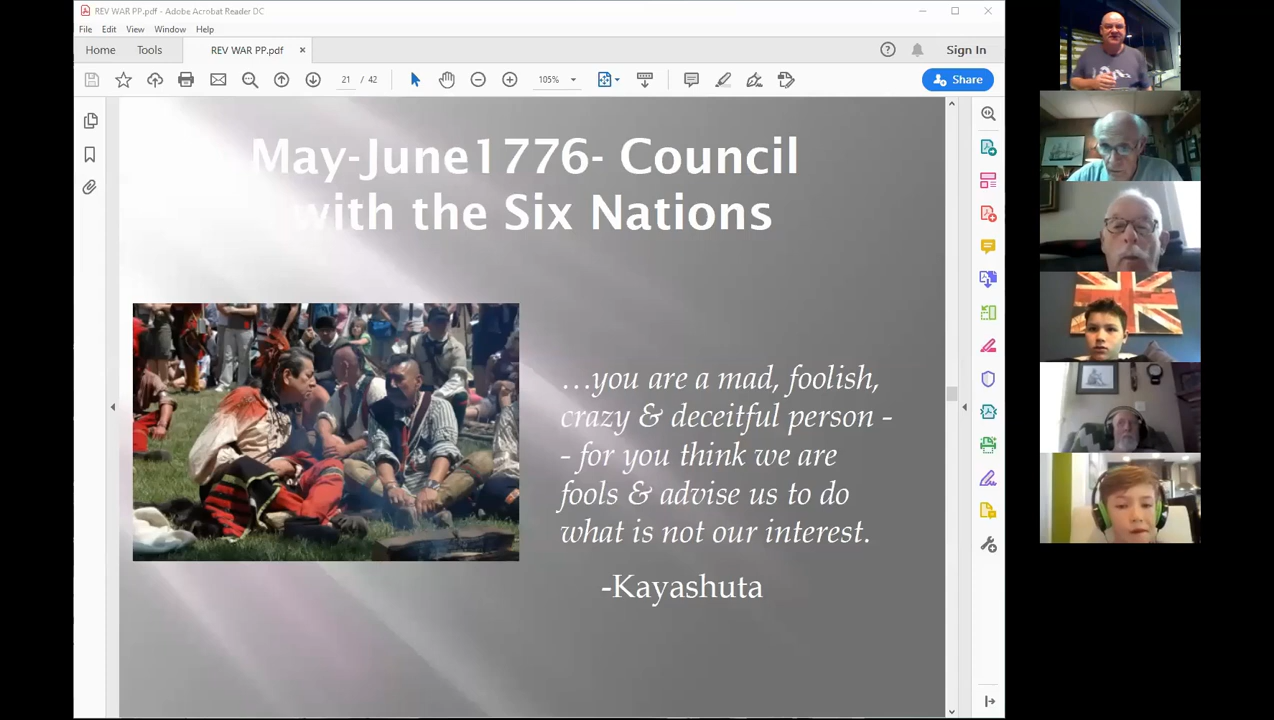 REV WAR PP.pdf - Adobe Acrobat Reader DC
File Edit View Window Help
Home Tools REV WAR PP.pdf × Sign In
21 / 42 105% Share
May-June1776- Council
with the Six Nations
…you are a mad, foolish,
crazy & deceitful person -
- for you think we are
fools & advise us to do
what is not our interest.
-Kayashuta